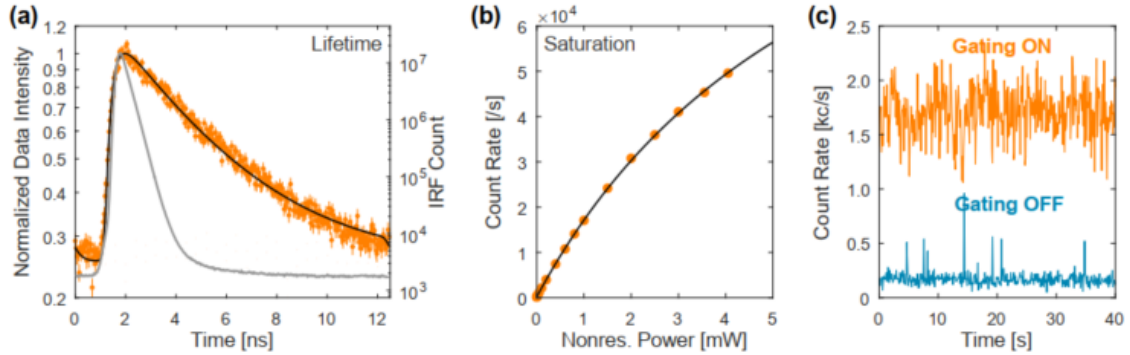 (a)
Lifetime
Normalized Data Intensity
1.1
1
0.9
0.8
0.7
0.6
0.5
0.4
0.3
0.2
10⁷
10⁶
10⁵
10⁴
10³
IRF Count
0 2 4 6 8 10 12
Time [ns]
(b)
×10⁴
Saturation
Count Rate [/s]
6
5
4
3
2
1
0
0 1 2 3 4 5
Nonres. Power [mW]
(c)
Gating ON
Gating OFF
Count Rate [kc/s]
2.5
2.0
1.5
1.0
0.5
0
0 10 20 30 40
Time [s]